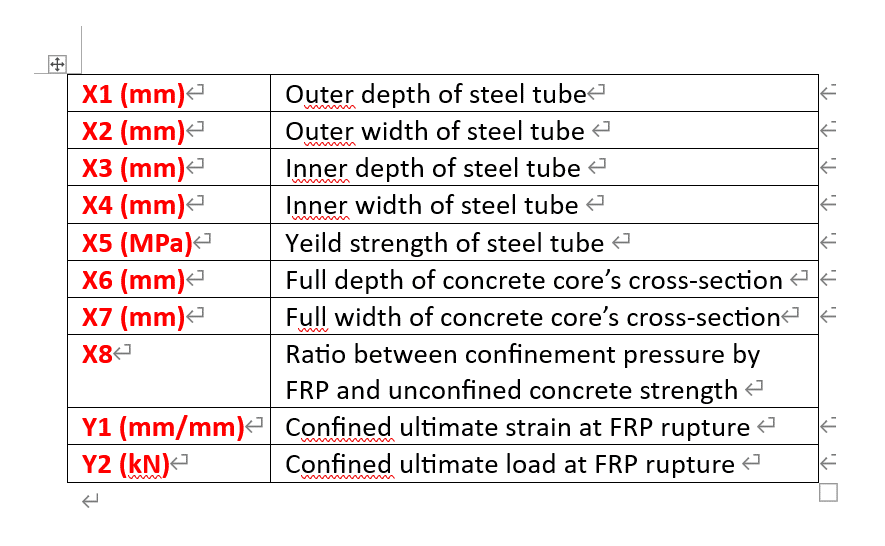 X1 (mm) Outer depth of steel tube
X2 (mm) Outer width of steel tube
X3 (mm) Inner depth of steel tube
X4 (mm) Inner width of steel tube
X5 (MPa) Yeild strength of steel tube
X6 (mm) Full depth of concrete core’s cross-section
X7 (mm) Full width of concrete core’s cross-section
X8 Ratio between confinement pressure by
FRP and unconfined concrete strength
Y1 (mm/mm) Confined ultimate strain at FRP rupture
Y2 (kN) Confined ultimate load at FRP rupture